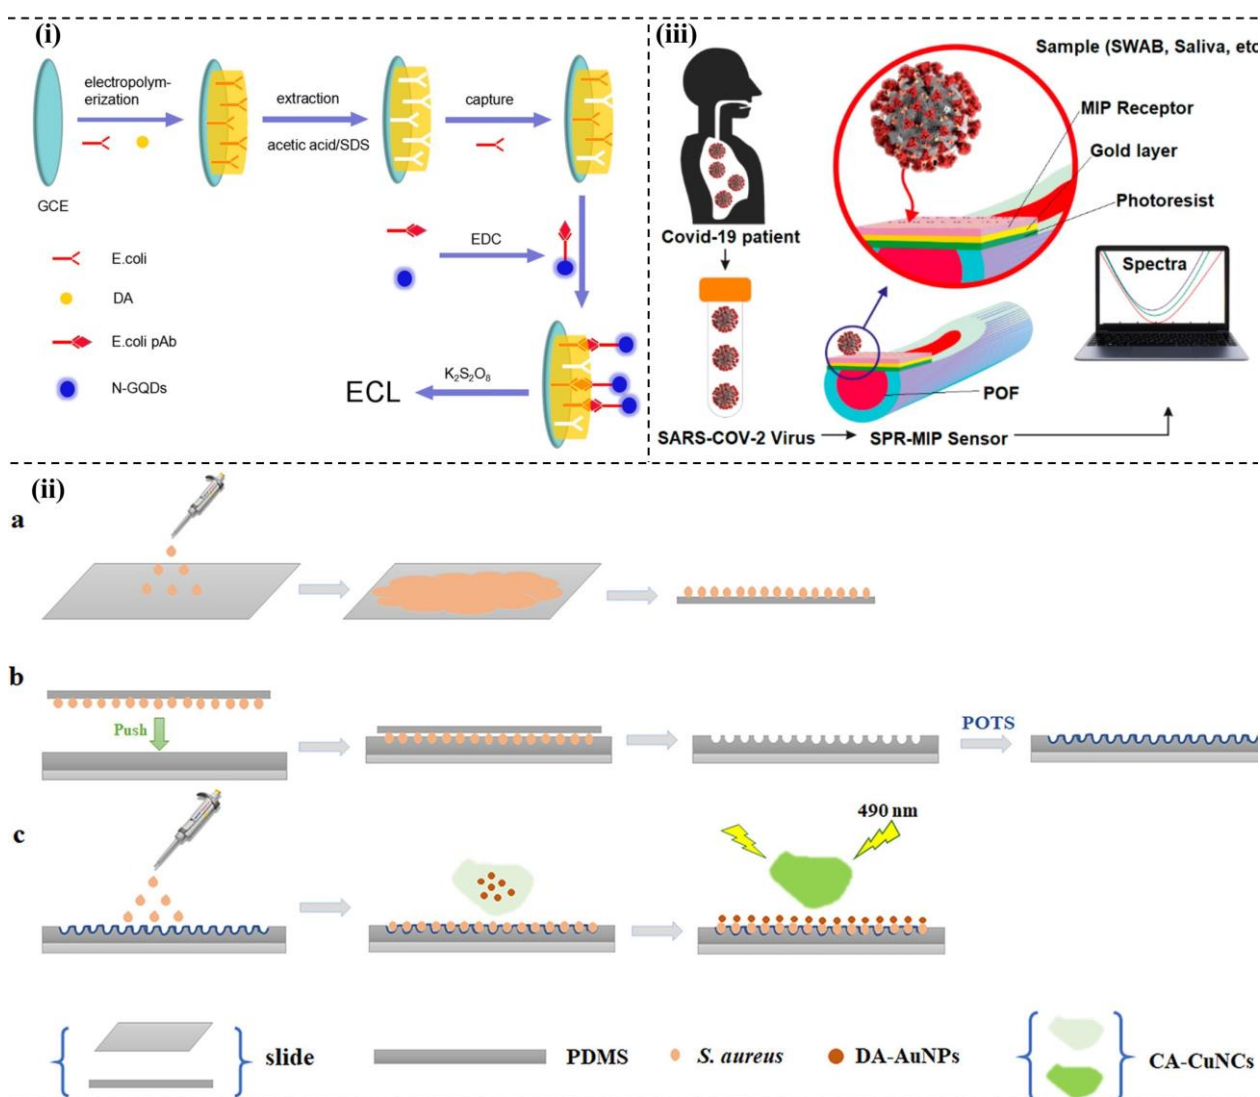 (i)
electropolym-
erization
extraction
acetic acid/SDS
capture
GCE
E.coli
DA
E.coli pAb
N-GQDs
EDC
K₂S₂O₈
ECL
(iii)
Sample (SWAB, Saliva, etc
MIP Receptor
Gold layer
Photoresist
Covid-19 patient
Spectra
POF
SARS-COV-2 Virus
SPR-MIP Sensor
(ii)
a
b
Push
POTS
c
490 nm
slide
PDMS
S. aureus
DA-AuNPs
CA-CuNCs